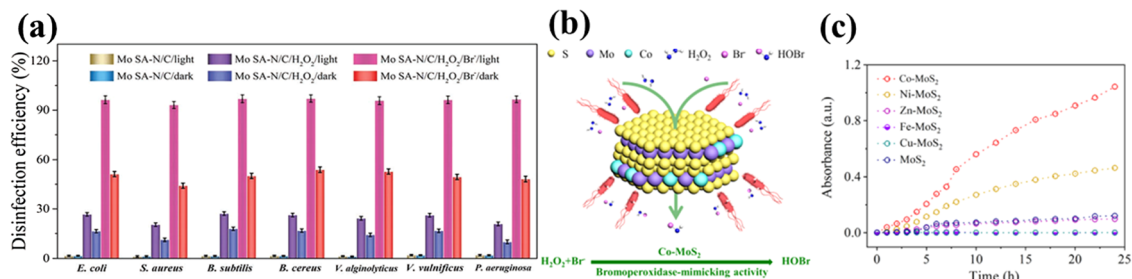 (a)
Disinfection efficiency (%)
120
90
60
30
0
Mo SA-N/C/light
Mo SA-N/C/dark
Mo SA-N/C/H₂O₂/light
Mo SA-N/C/H₂O₂/dark
Mo SA-N/C/H₂O₂/Br⁻/light
Mo SA-N/C/H₂O₂/Br⁻/dark
E. coli
S. aureus
B. subtilis
B. cereus
V. alginolyticus
V. vulnificus
P. aeruginosa
(b)
S
Mo
Co
H₂O₂
Br⁻
HOBr
Co-MoS₂
H₂O₂+Br⁻
HOBr
Bromoperoxidase-mimicking activity
(c)
Absorbance (a.u.)
1.2
0.8
0.4
0.0
Co-MoS₂
Ni-MoS₂
Zn-MoS₂
Fe-MoS₂
Cu-MoS₂
MoS₂
0 5 10 15 20 25
Time (h)